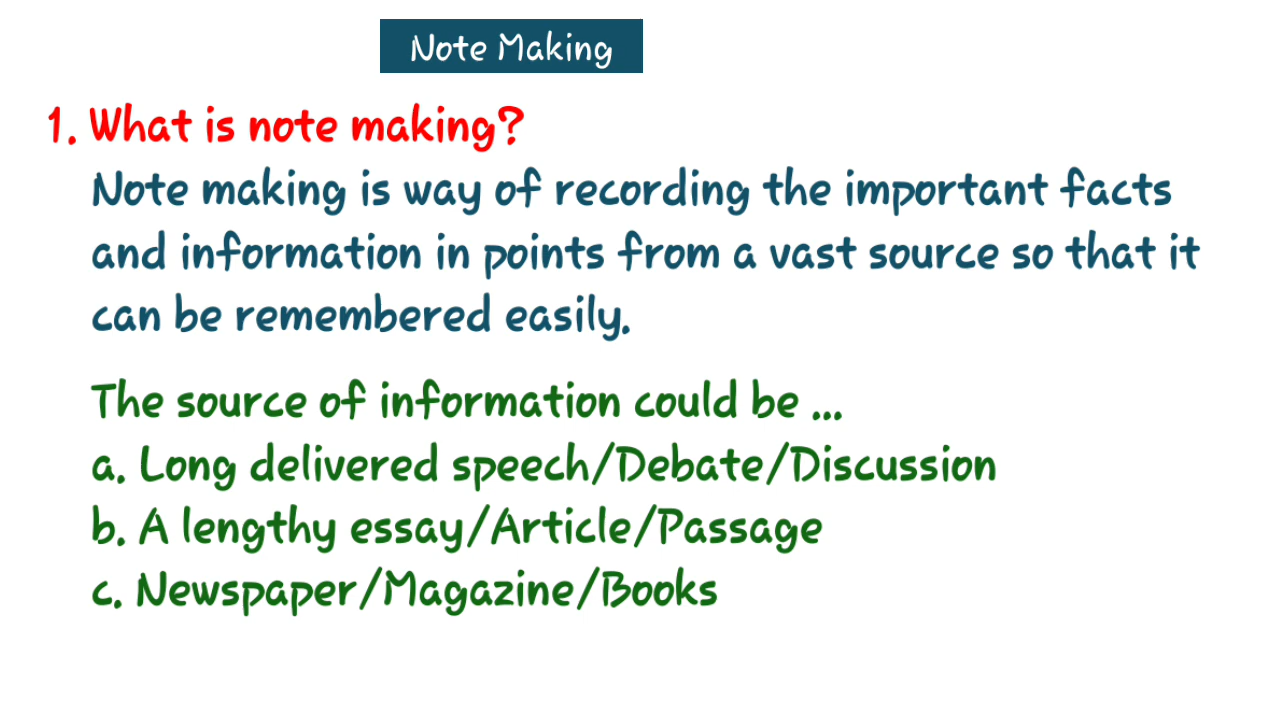 Note Making
1. What is note making?
Note making is way of recording the important facts
and information in points from a vast source so that it
can be remembered easily.
The source of information could be ...
a. Long delivered speech/Debate/Discussion
b. A lengthy essay/Article/Passage
c. Newspaper/Magazine/Books